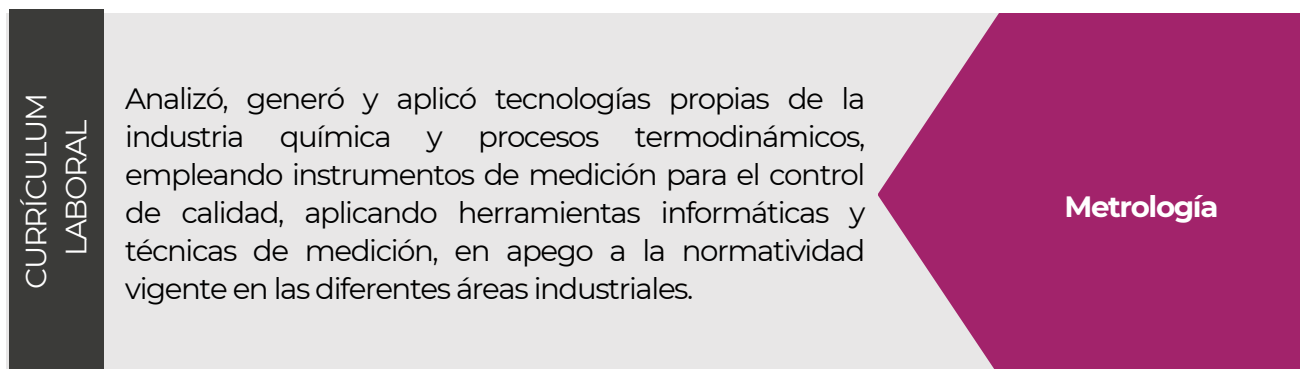 CURRÍCULUM
LABORAL
Analizó, generó y aplicó tecnologías propias de la
industria química y procesos termodinámicos,
empleando instrumentos de medición para el control
de calidad, aplicando herramientas informáticas y
técnicas de medición, en apego a la normatividad
vigente en las diferentes áreas industriales.
Metrología